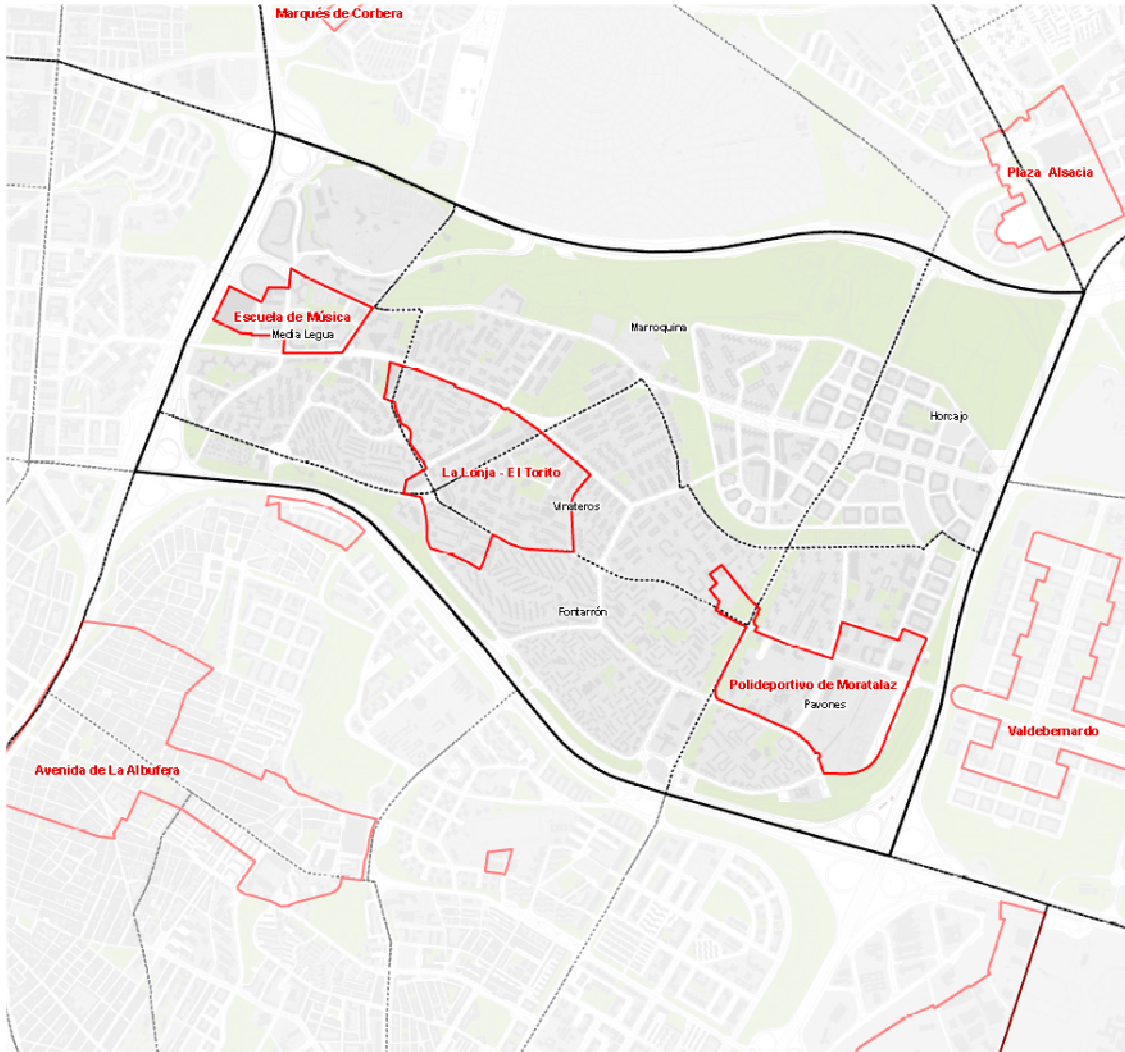 Marqués de Corbera
Plaza Alsacia
Escuela de Música
Media Legua
Marroquina
Horcajo
La Lonja - El Torito
Vinateros
Fontarrón
Polideportivo de Moratalaz
Pavones
Valdebernardo
Avenida de La Albufera